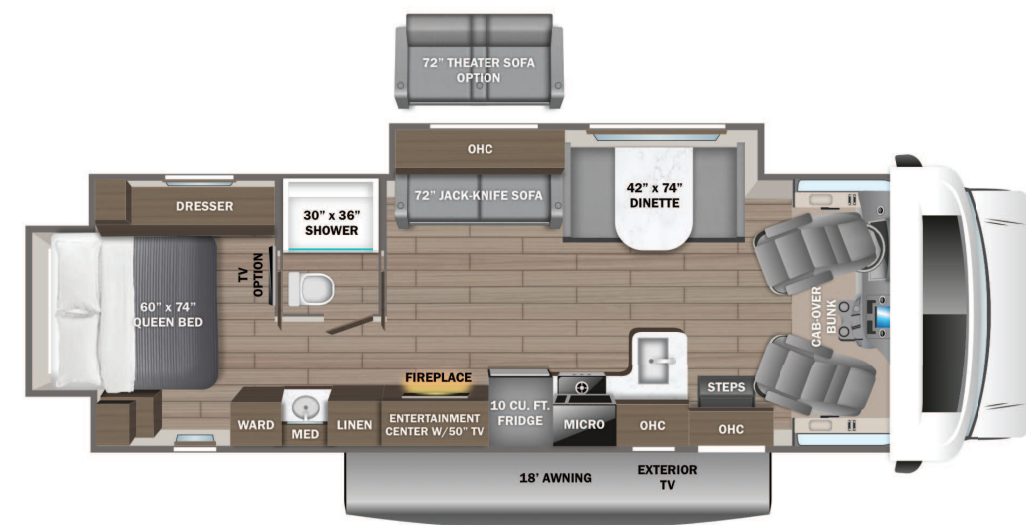 72” THEATER SOFA
OPTION
OHC
72” JACK-KNIFE SOFA
42” x 74”
DINETTE
DRESSER
30” x 36”
SHOWER
TV
OPTION
60” x 74”
QUEEN BED
CAB-OVER
BUNK
FIREPLACE
STEPS
WARD
MED
LINEN
ENTERTAINMENT
CENTER W/50” TV
10 CU. FT.
FRIDGE
MICRO
OHC
OHC
18’ AWNING
EXTERIOR
TV